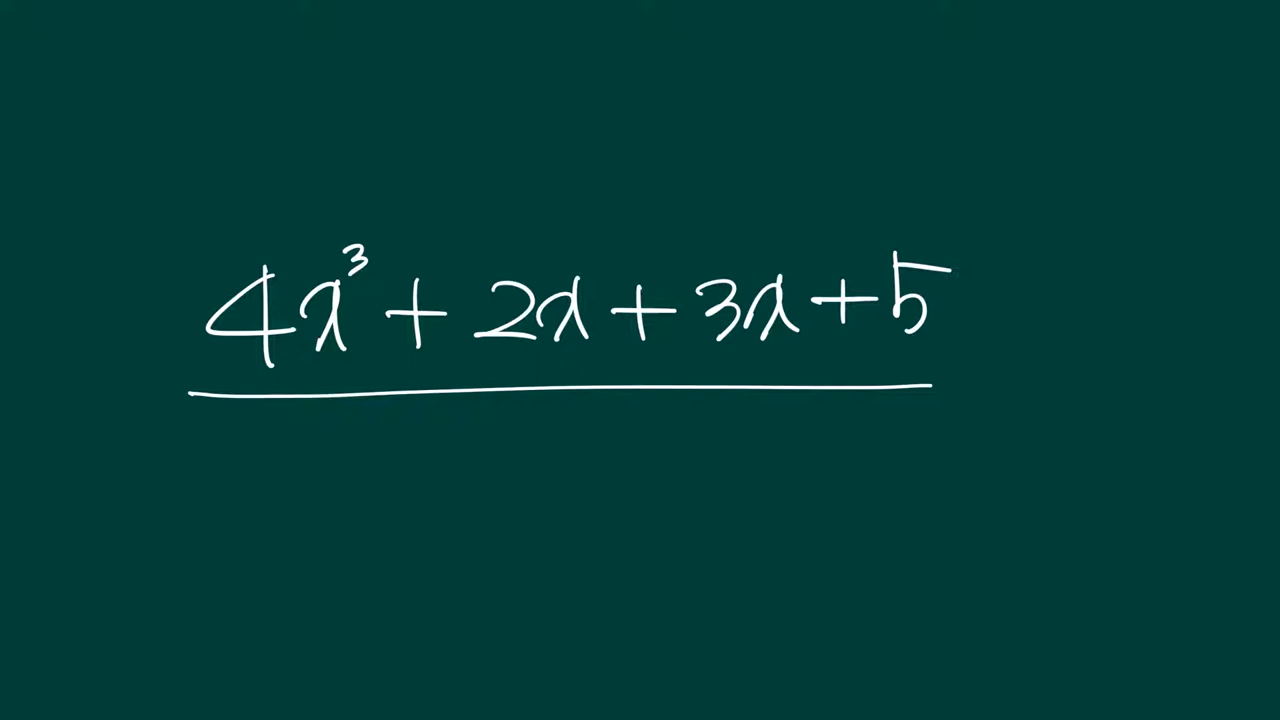 4x³ + 2x + 3x + 5